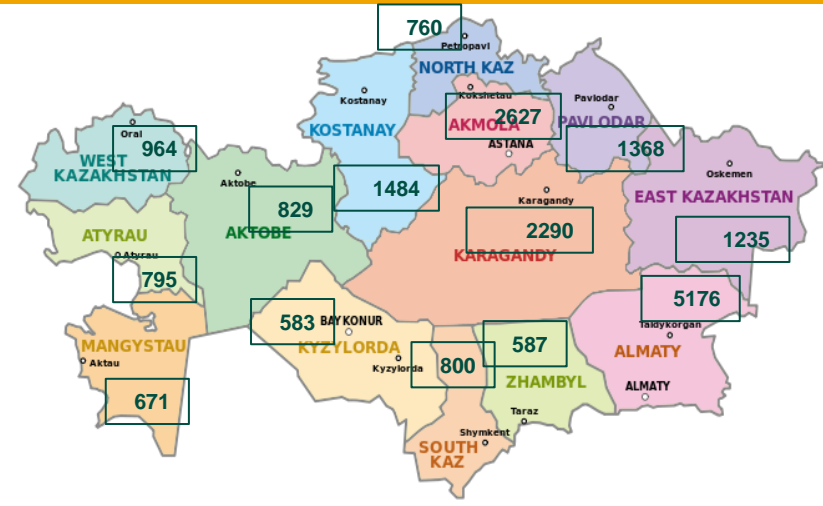 760
Petropavl
NORTH KAZ
Kostanay
Kokshetau
2627
KOSTANAY
AKMOLA
ASTANA
Pavlodar
PAVLODAR
1368
Oral
964
WEST
KAZAKHSTAN
Aktobe
829
AKTOBE
1484
Karagandy
2290
KARAGANDY
Oskemen
EAST KAZAKHSTAN
1235
ATYRAU
Atyrau
795
5176
Taldykorgan
ALMATY
ALMATY
583
BAYKONUR
KYZYLORDA
Kyzylorda
587
800
ZHAMBYL
Taraz
MANGYSTAU
Aktau
671
Shymkent
SOUTH
KAZ